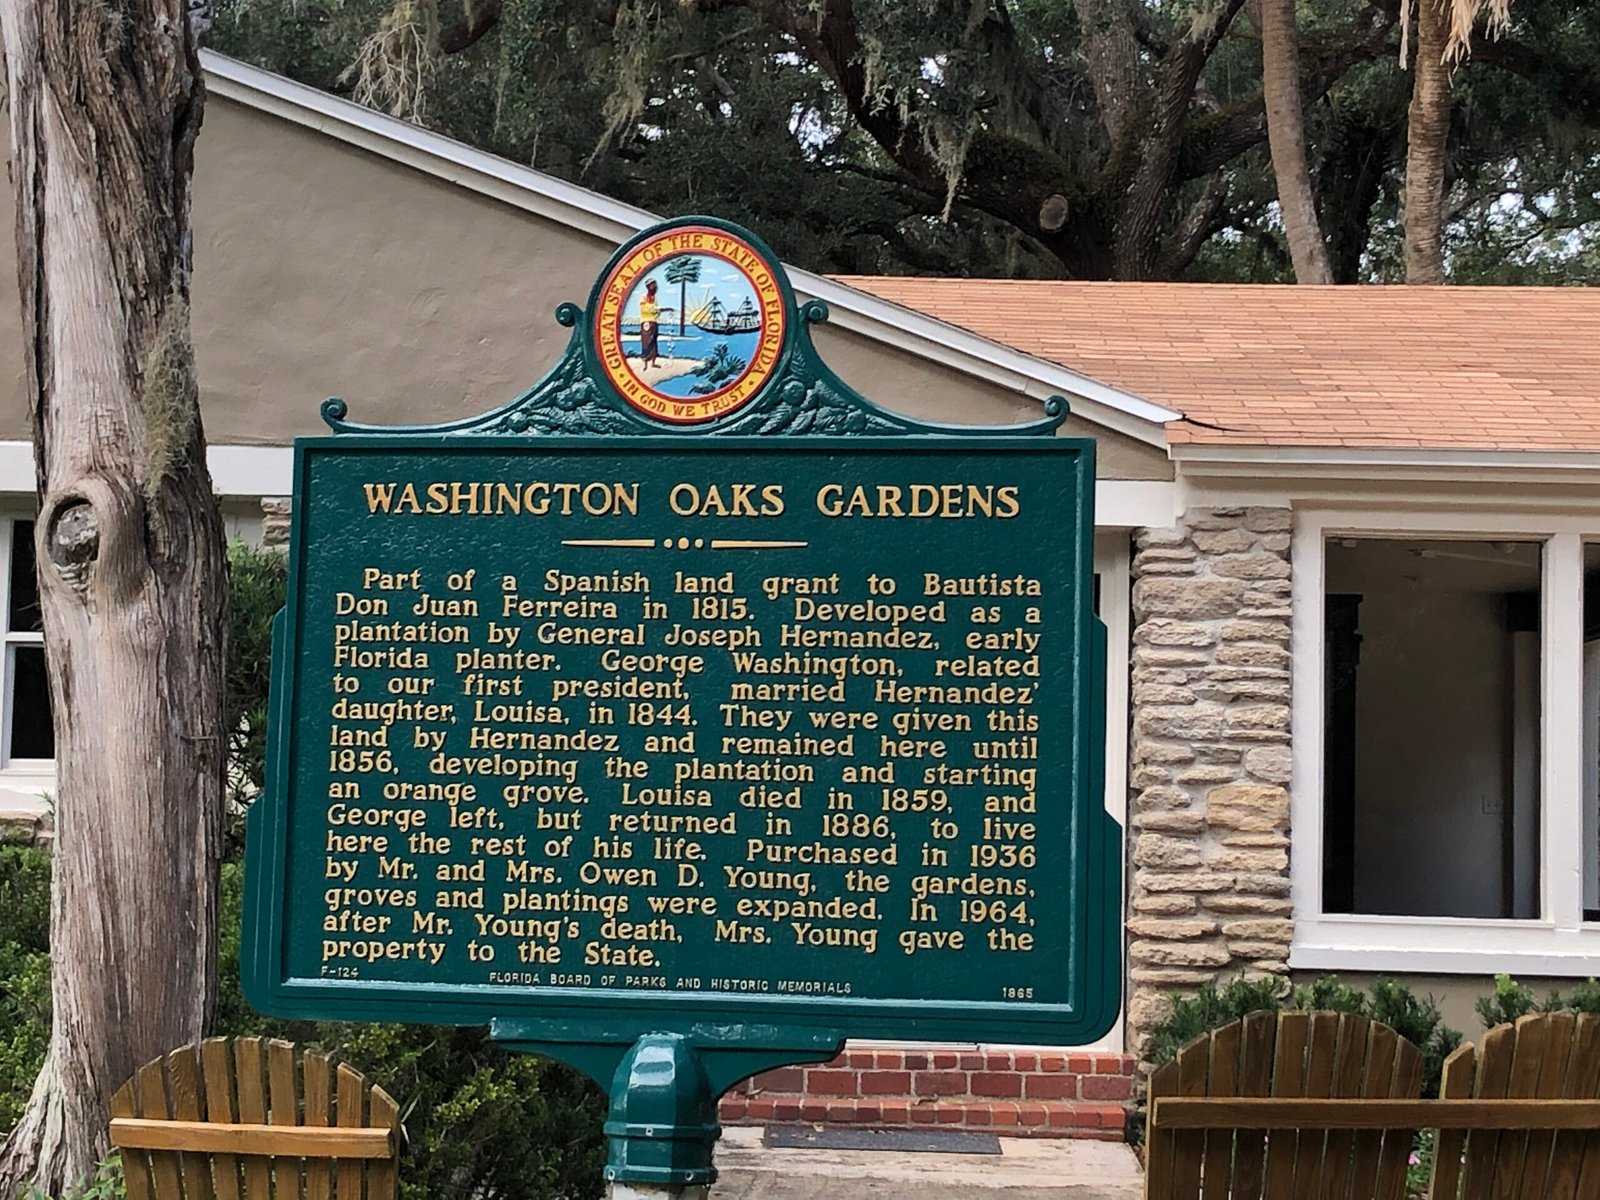 GREAT SEAL OF THE STATE OF FLORIDA
IN GOD WE TRUST
WASHINGTON OAKS GARDENS
Part of a Spanish land grant to Bautista
Don Juan Ferreira in 1815. Developed as a
plantation by General Joseph Hernandez, early
Florida planter. George Washington, related
to our first president, married Hernandez'
daughter, Louisa, in 1844. They were given this
land by Hernandez and remained here until
1856, developing the plantation and starting
an orange grove. Louisa died in 1859, and
George left, but returned in 1886, to live
here the rest of his life. Purchased in 1936
by Mr. and Mrs. Owen D. Young, the gardens,
groves and plantings were expanded. In 1964,
after Mr. Young's death, Mrs. Young gave the
property to the State.
F-124 FLORIDA BOARD OF PARKS AND HISTORIC MEMORIALS 1965